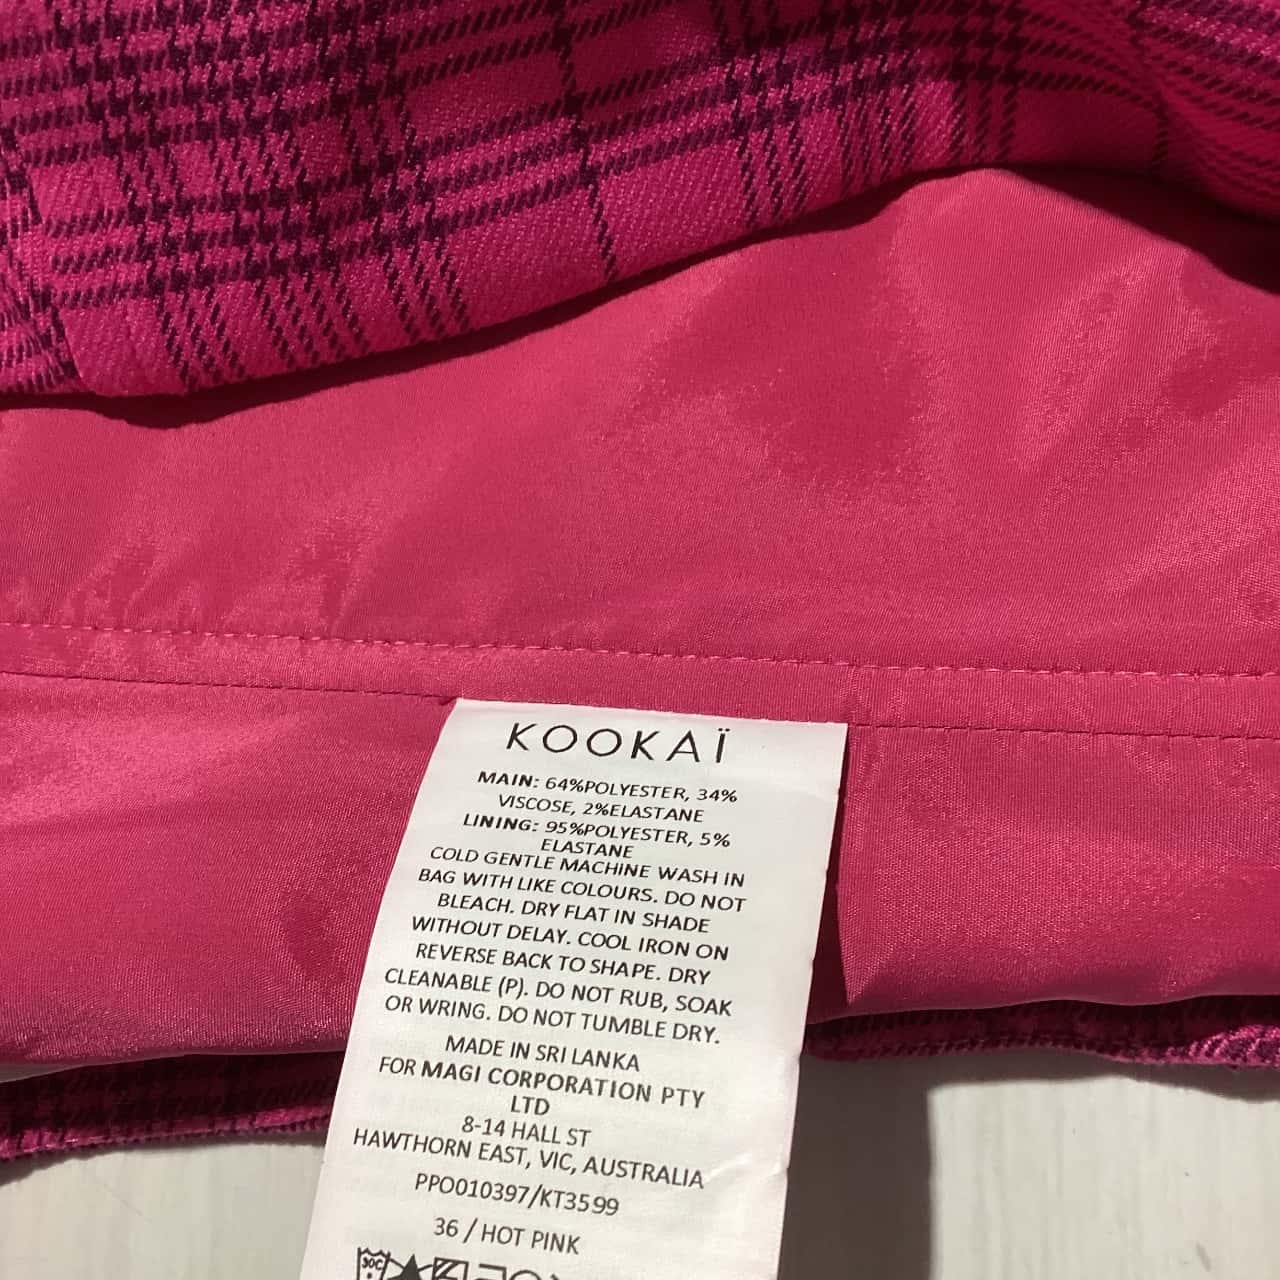 KOOKAÏ
MAIN: 64%POLYESTER, 34%
VISCOSE, 2%ELASTANE
LINING: 95%POLYESTER, 5%
ELASTANE
COLD GENTLE MACHINE WASH IN
BAG WITH LIKE COLOURS. DO NOT
BLEACH. DRY FLAT IN SHADE
WITHOUT DELAY. COOL IRON ON
REVERSE BACK TO SHAPE. DRY
CLEANABLE (P). DO NOT RUB, SOAK
OR WRING. DO NOT TUMBLE DRY.
MADE IN SRI LANKA
FOR MAGI CORPORATION PTY
LTD
8-14 HALL ST
HAWTHORN EAST, VIC, AUSTRALIA
PPO010397/KT3599
36 / HOT PINK
30C